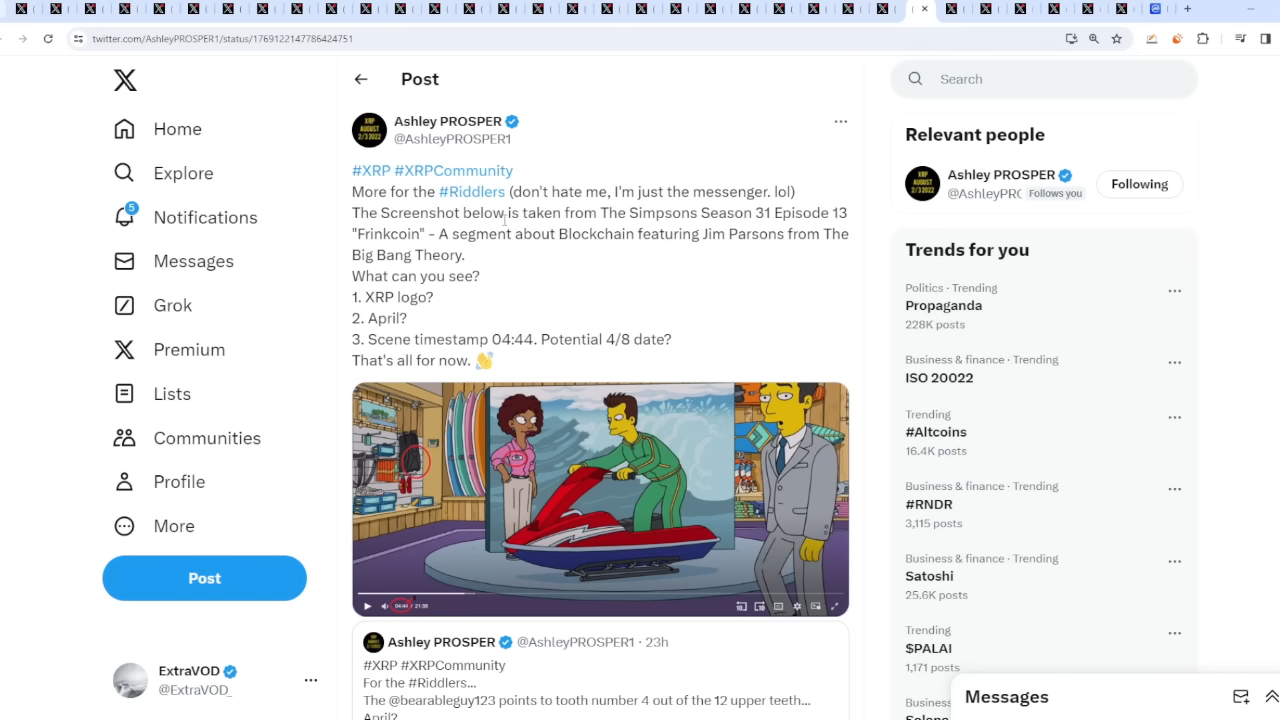 twitter.com/AshleyPROSPER1/status/1769122147786424751
Home
Explore
5
Notifications
Messages
Grok
Premium
Lists
Communities
Profile
More
Post
ExtraVOD
@ExtraVOD_
Post
Ashley PROSPER
@AshleyPROSPER1
#XRP #XRPCommunity
More for the #Riddlers (don't hate me, I'm just the messenger. lol)
The Screenshot below is taken from The Simpsons Season 31 Episode 13
"Frinkcoin" - A segment about Blockchain featuring Jim Parsons from The
Big Bang Theory.
What can you see?
1. XRP logo?
2. April?
3. Scene timestamp 04:44. Potential 4/8 date?
That's all for now. 👋
04:44 / 21:38
Ashley PROSPER @AshleyPROSPER1 · 23h
#XRP #XRPCommunity
For the #Riddlers...
The @bearableguy123 points to tooth number 4 out of the 12 upper teeth...
April?
Search
Relevant people
Ashley PROSPER
@AshleyPRO Follows you
Following
Trends for you
Politics · Trending
Propaganda
228K posts
Business & finance · Trending
ISO 20022
Trending
#Altcoins
16.4K posts
Business & finance · Trending
#RNDR
3,115 posts
Business & finance · Trending
Satoshi
25.6K posts
Trending
$PALAI
1,171 posts
Messages